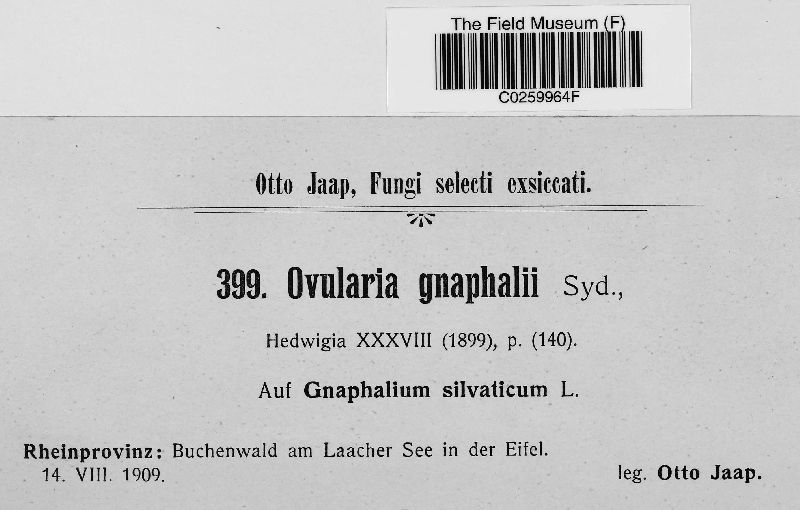 The Field Museum (F)
C0259964F
Otto Jaap, Fungi selecti exsiccati.
399. Ovularia gnaphalii Syd.,
Hedwigia XXXVIII (1899), p. (140).
Auf Gnaphalium silvaticum L.
Rheinprovinz: Buchenwald am Laacher See in der Eifel.
14. VIII. 1909.
leg. Otto Jaap.